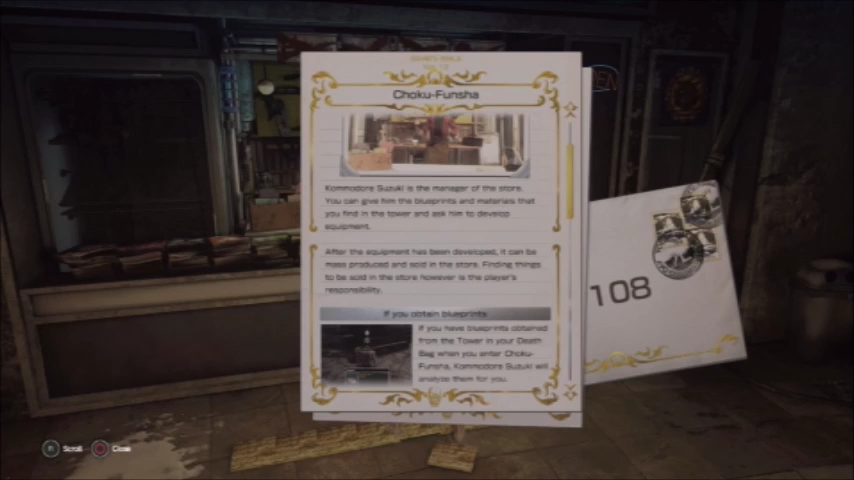 Choku-Funsha
Kommodore Suzuki is the manager of the store.
You can give him the blueprints and materials that
you find in the tower and ask him to develop
equipment.
After the equipment has been developed, it can be
mass produced and sold in the store. Finding things
to be sold in the store however is the player's
responsibility.
If you obtain blueprints
If you have blueprints obtained
from the Tower in your Death
Bag when you enter Choku-
Funsha, Kommodore Suzuki will
analyze them for you.
108
Scroll Close